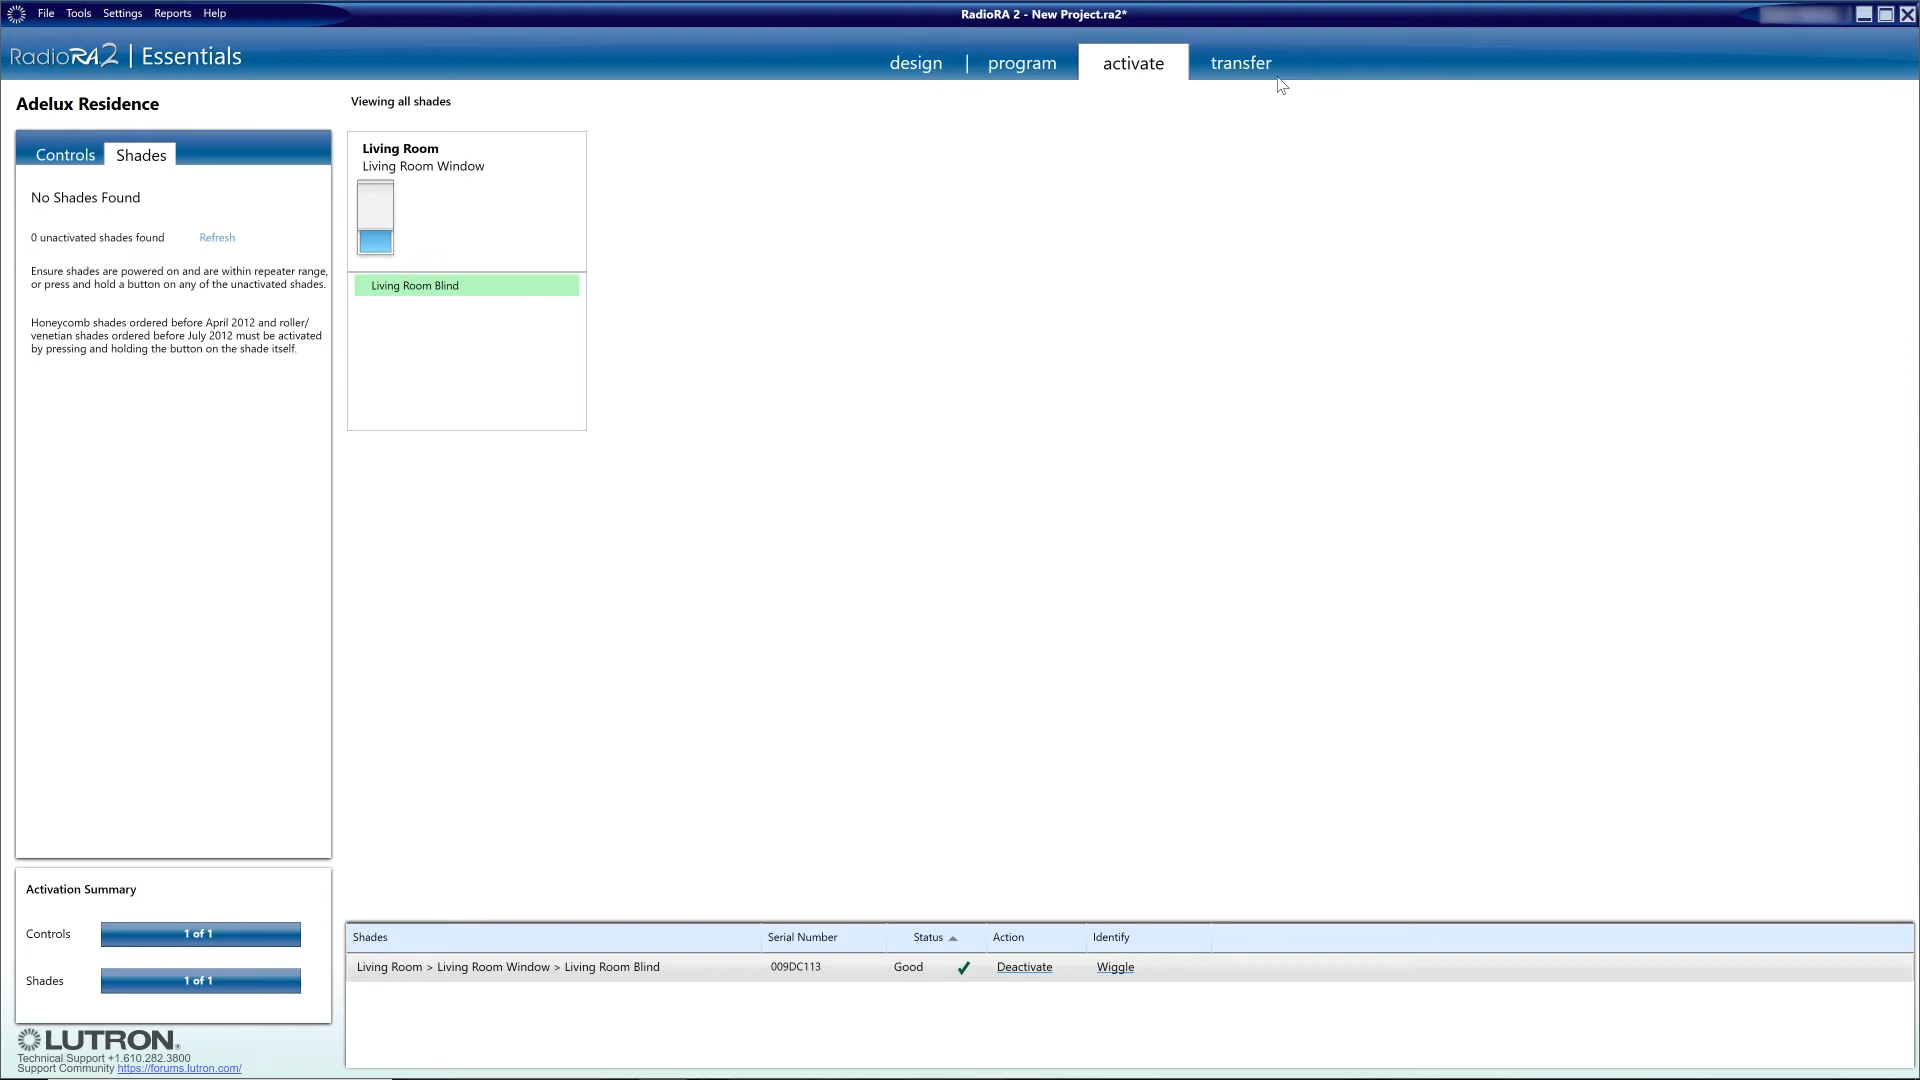 File Tools Settings Reports Help
RadioRA 2 - New Project.ra2*
RadioRA2 | Essentials
design | program activate transfer
Adelux Residence
Viewing all shades
Controls Shades
No Shades Found
0 unactivated shades found Refresh
Ensure shades are powered on and are within repeater range,
or press and hold a button on any of the unactivated shades.
Honeycomb shades ordered before April 2012 and roller/
venetian shades ordered before July 2012 must be activated
by pressing and holding the button on the shade itself.
Living Room
Living Room Window
Living Room Blind
Activation Summary
Controls 1 of 1
Shades 1 of 1
Shades Serial Number Status Action Identify
Living Room > Living Room Window > Living Room Blind 009DC113 Good Deactivate Wiggle
LUTRON.
Technical Support +1.610.282.3800
Support Community https://forums.lutron.com/